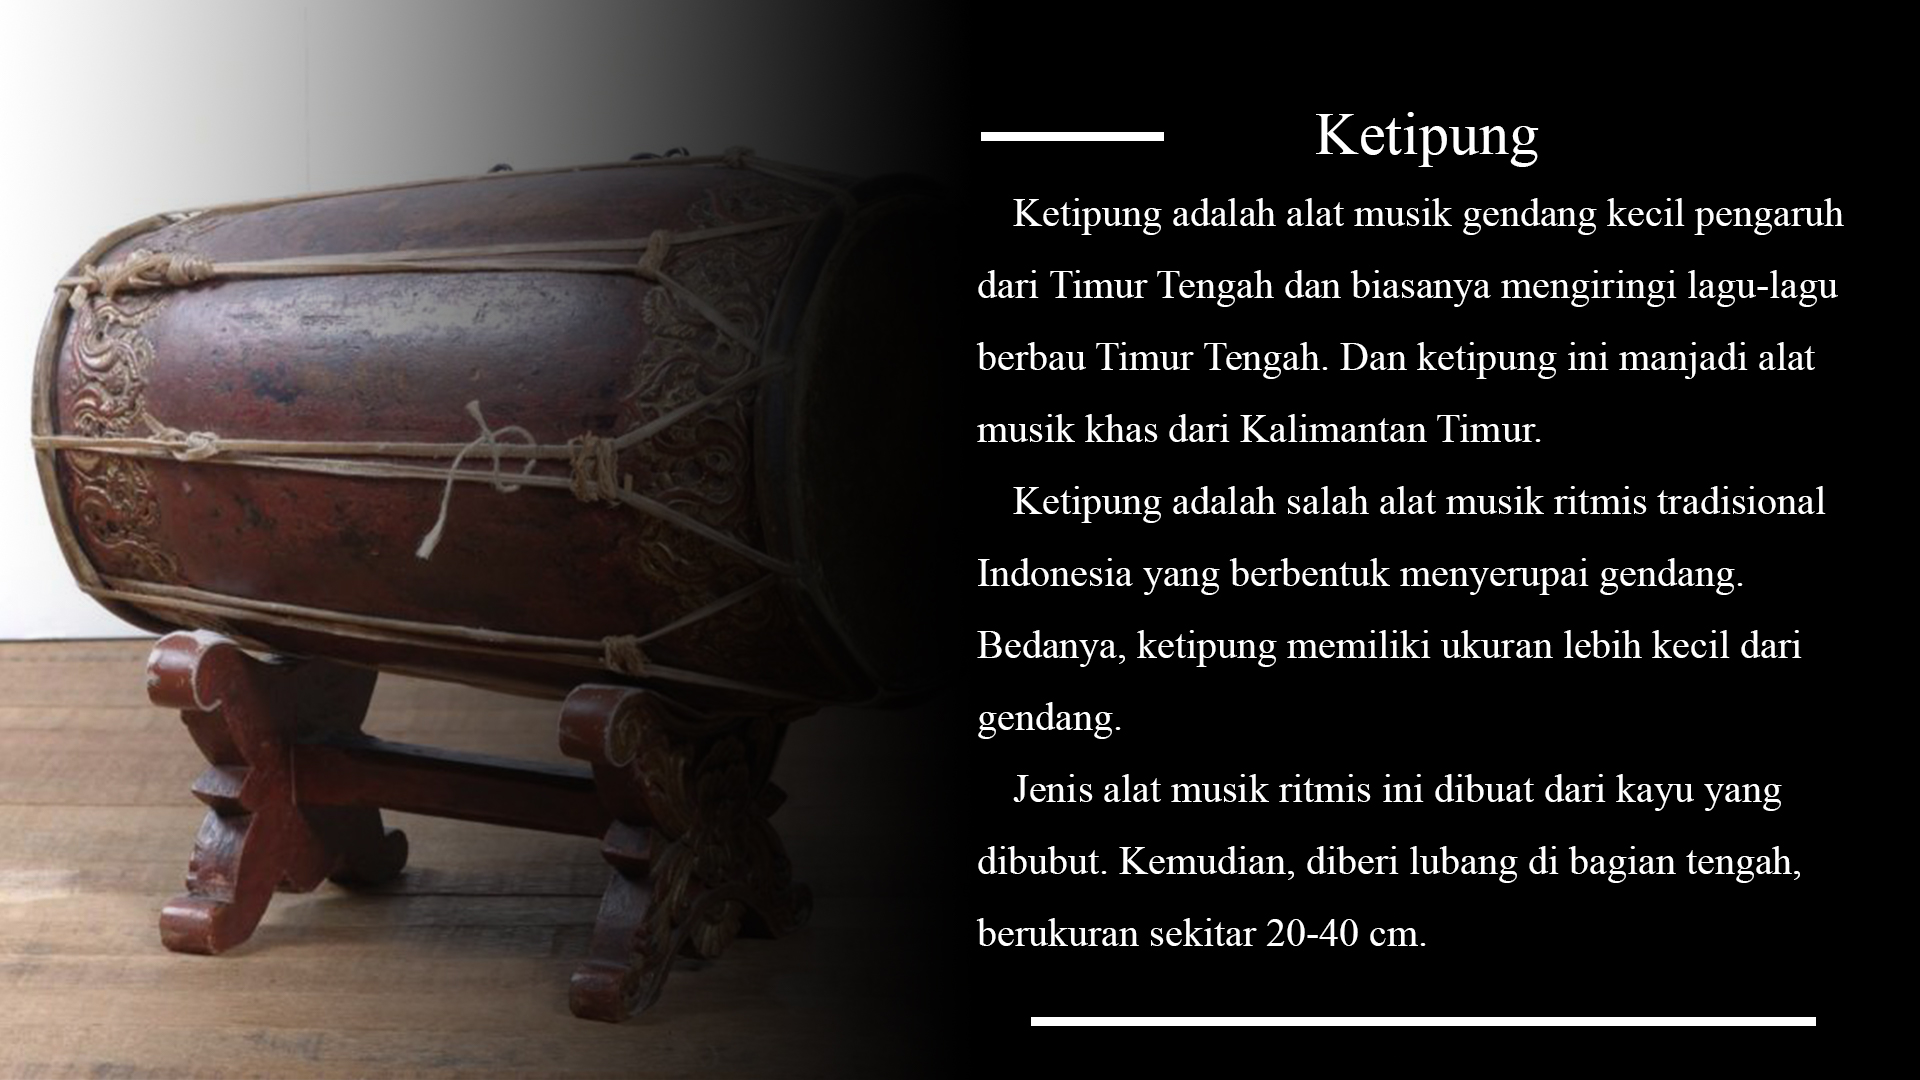 Ketipung
Ketipung adalah alat musik gendang kecil pengaruh
dari Timur Tengah dan biasanya mengiringi lagu-lagu
berbau Timur Tengah. Dan ketipung ini manjadi alat
musik khas dari Kalimantan Timur.
Ketipung adalah salah alat musik ritmis tradisional
Indonesia yang berbentuk menyerupai gendang.
Bedanya, ketipung memiliki ukuran lebih kecil dari
gendang.
Jenis alat musik ritmis ini dibuat dari kayu yang
dibubut. Kemudian, diberi lubang di bagian tengah,
berukuran sekitar 20-40 cm.